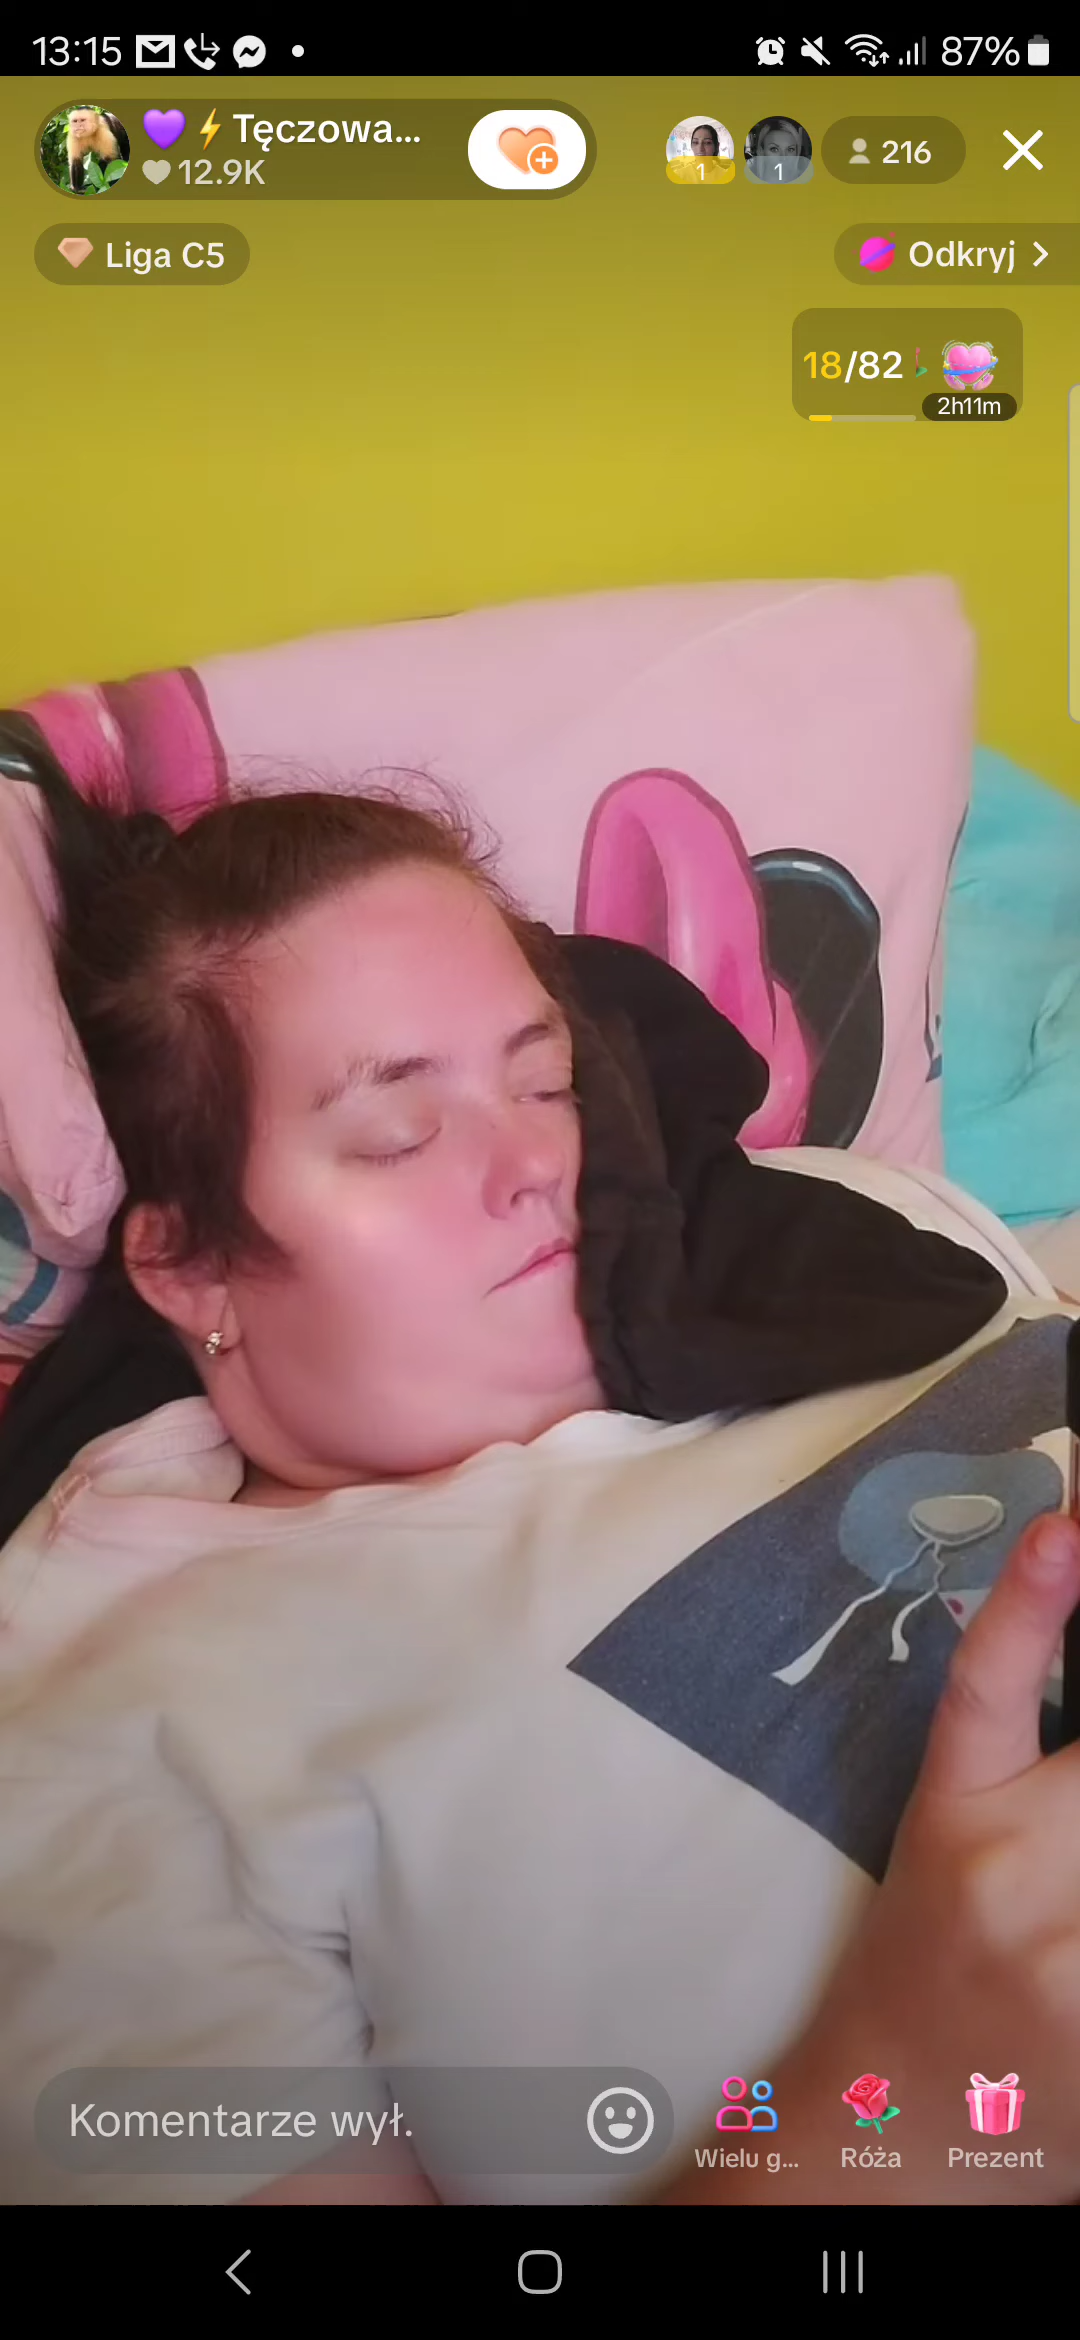 13:15
87%
Tęczowa...
12.9K
1
1
216
Liga C5
Odkryj
18/82
2h11m
Komentarze wył.
Wielu g...
Róża
Prezent